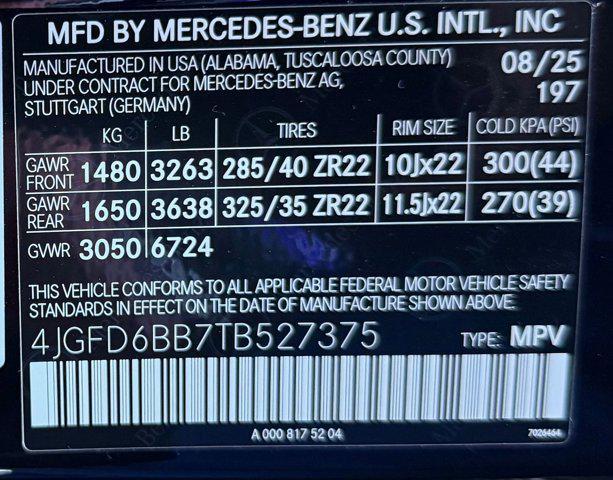 MFD BY MERCEDES-BENZ U.S. INTL., INC
MANUFACTURED IN USA (ALABAMA, TUSCALOOSA COUNTY) 08/25
UNDER CONTRACT FOR MERCEDES-BENZ AG, 197
STUTTGART (GERMANY)
KG LB TIRES RIM SIZE COLD KPA(PSI)
GAWR FRONT 1480 3263 285/40 ZR22 10Jx22 300(44)
GAWR REAR 1650 3638 325/35 ZR22 11.5Jx22 270(39)
GVWR 3050 6724
THIS VEHICLE CONFORMS TO ALL APPLICABLE FEDERAL MOTOR VEHICLE SAFETY
STANDARDS IN EFFECT ON THE DATE OF MANUFACTURE SHOWN ABOVE.
4JGFD6BB7TB527375 TYPE: MPV
A 000 817 52 04 7026464